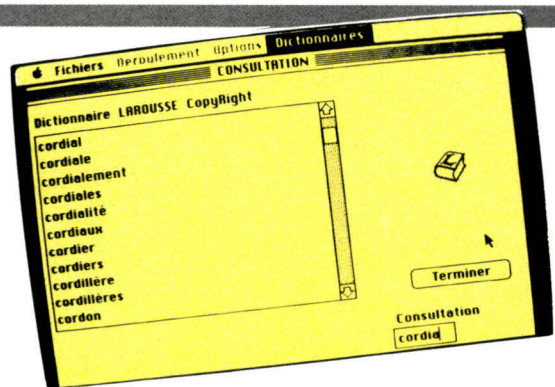 Fichiers Déroulement Options Dictionnaires
CONSULTATION
Dictionnaire LAROUSSE CopyRight
cordial
cordiale
cordialement
cordiales
cordialité
cordiaux
cordier
cordiers
cordillère
cordillères
cordon
Terminer
Consultation
cordia